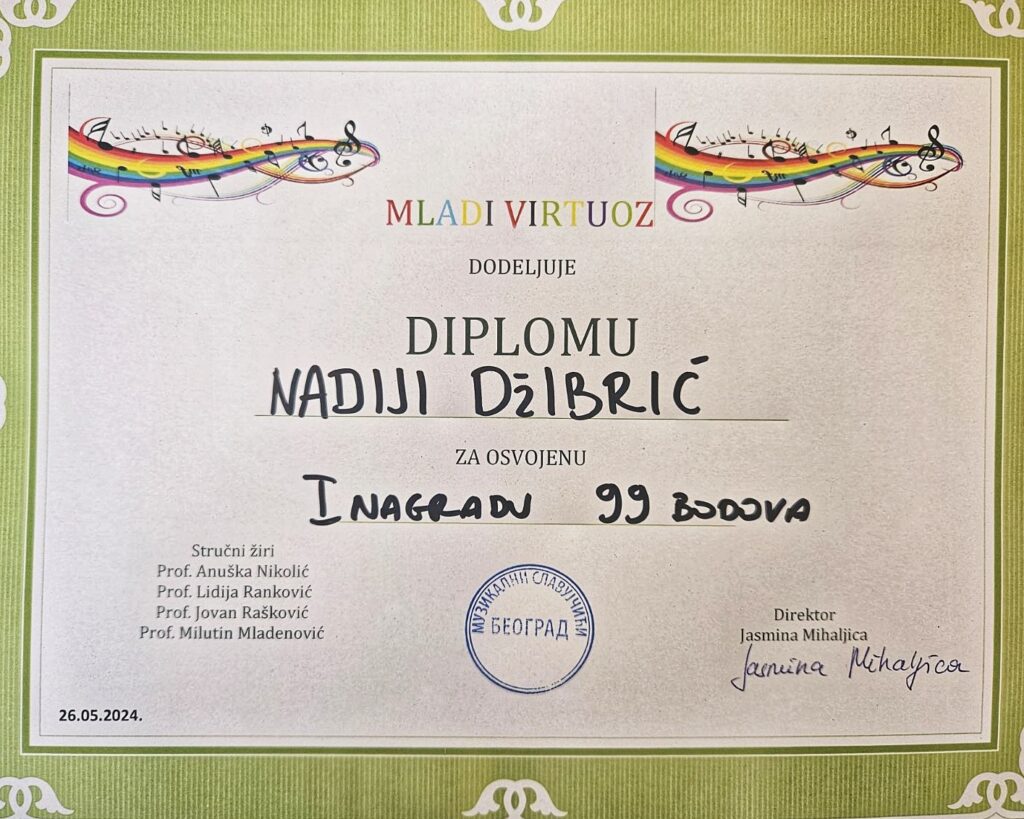 MLADI VIRTUOZ
DODELJUJE
DIPLOMU
NADIJI DŽIBRIĆ
ZA OSVOJENU
I NAGRADU 99 BODOVA
Stručni žiri
Prof. Anuška Nikolić
Prof. Lidija Ranković
Prof. Jovan Rašković
Prof. Milutin Mladenović
МУЗИКАЛНИ СЛАВУЈЧИЋИ
БЕОГРАД
Direktor
Jasmina Mihaljica
Jasmina Mihaljica
26.05.2024.